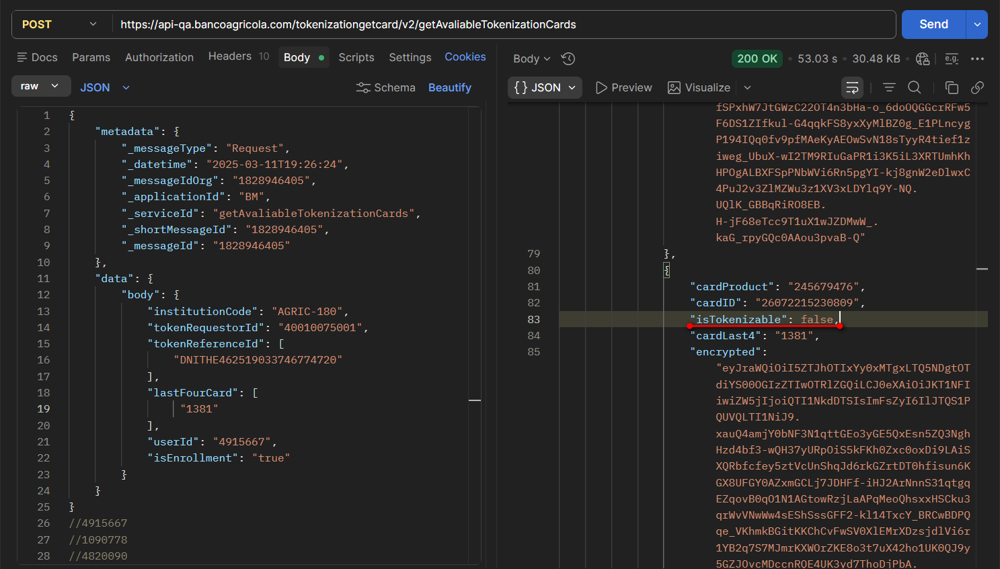 POST
https://api-qa.bancoagricola.com/tokenizationgetcard/v2/getAvaliableTokenizationCards
Send
Docs
Params
Authorization
Headers 10
Body
Scripts
Settings
Cookies
raw
JSON
Schema
Beautify
1 {
2 "metadata": {
3 "_messageType": "Request",
4 "_datetime": "2025-03-11T19:26:24",
5 "_messageIdOrg": "1828946405",
6 "_applicationId": "BM",
7 "_serviceId": "getAvaliableTokenizationCards",
8 "_shortMessageId": "1828946405",
9 "_messageId": "1828946405"
10 },
11 "data": {
12 "body": {
13 "institutionCode": "AGRIC-180",
14 "tokenRequestorId": "40010075001",
15 "tokenReferenceId": [
16 "DNITHE462519033746774720"
17 ],
18 "lastFourCard": [
19 "1381"
20 ],
21 "userId": "4915667",
22 "isEnrollment": "true"
23 }
24 }
25 }
26 //4915667
27 //1090778
28 //4820090
Body
200 OK
53.03 s
30.48 KB
e.g.
{} JSON
Preview
Visualize
fSPxhW7JtGWzC22OT4n3bHa-o_6doOQGGcrRFw5
F6DS1ZIfkul-G4qqkFS8yxXyMlBZ0g_E1PLncyg
P194IQq0fv9pfMAeKyAEOwSvN18sTyyR4tief1z
iweg_UbuX-wI2TM9RIuGaPR1i3K5iL3XRTUmhKh
HPOgALBXFSpPNbWVi6Rn5pgYI-kj8gnW2eDlwxC
4PuJ2v3ZlMZWu3z1XV3xLDYlq9Y-NQ.
UQlK_GBBqRiRO8EB.
H-jF68eTcc9T1uX1wJZDMwW_.
kaG_rpyGQc0AAou3pvaB-Q"
79 },
80 {
81 "cardProduct": "245679476",
82 "cardID": "26072215230809",
83 "isTokenizable": false,
84 "cardLast4": "1381",
85 "encrypted":
"eyJraWQiOiI5ZTJhOTIxYy0xMTgxLTQ5NDgtOT
diYS00OGIzZTIwOTRlZGQiLCJ0eXAiOiJKT1NFI
iwiZW5jIjoiQTI1NkdDTSIsImFsZyI6IlJTQS1P
QUVQLTI1NiJ9.
xauQ4amjY0bNF3N1qttGEo3yGE5QxEsn5ZQ3Ngh
Hzd4bf3-wQH37yURpOiS5kFKh0Zxc0oxDi9LAiS
XQRbfcfey5ztVcUnShqJd6rkGZrtDT0hfisun6K
GX8UFGY0AZxmGCLj7JDHFf-iHJ2ArNnnS31qtgq
EZqovB0qO1N1AGtowRzjLaAPqMeoQhsxxHSCku3
qrWvVNwWw4sEShSssGFF2-kl14TxcY_BRCwBDPQ
qe_VKhmkBGitKKChCvFwSV0XlEMrXDzsjdlVi6r
1YB2q7S7MJmrKXWOrZKE8o3t7uX42ho1UK0QJ9y
5GZJOvcMDccnRQE4UK3yd7ThoDjPbA.